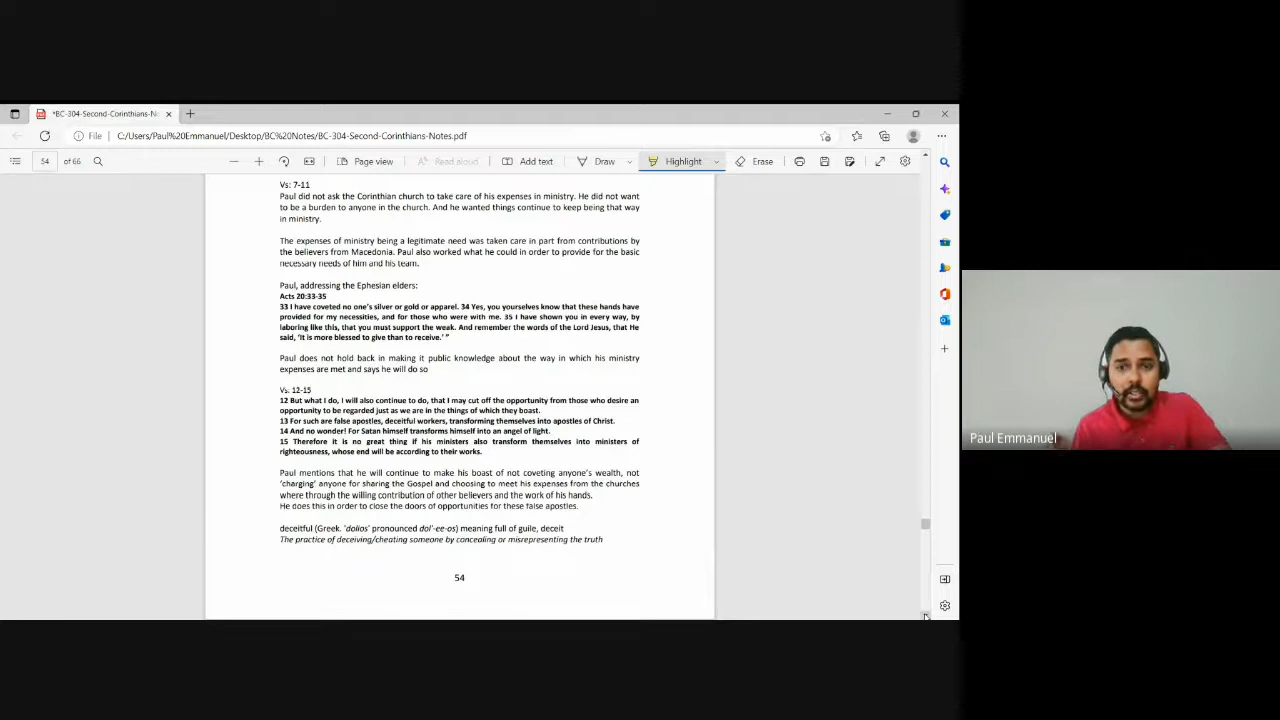 *BC-304-Second-Corinthians-No
File
C:/Users/Paul%20Emmanuel/Desktop/BC%20Notes/BC-304-Second-Corinthians-Notes.pdf
54 of 66
Page view
Read aloud
Add text
Draw
Highlight
Erase
Vs: 7-11
Paul did not ask the Corinthian church to take care of his expenses in ministry. He did not want
to be a burden to anyone in the church. And he wanted things continue to keep being that way
in ministry.
The expenses of ministry being a legitimate need was taken care in part from contributions by
the believers from Macedonia. Paul also worked what he could in order to provide for the basic
necessary needs of him and his team.
Paul, addressing the Ephesian elders:
Acts 20:33-35
33 I have coveted no one's silver or gold or apparel. 34 Yes, you yourselves know that these hands have
provided for my necessities, and for those who were with me. 35 I have shown you in every way, by
laboring like this, that you must support the weak. And remember the words of the Lord Jesus, that He
said, 'It is more blessed to give than to receive.' "
Paul does not hold back in making it public knowledge about the way in which his ministry
expenses are met and says he will do so
Vs: 12-15
12 But what I do, I will also continue to do, that I may cut off the opportunity from those who desire an
opportunity to be regarded just as we are in the things of which they boast.
13 For such are false apostles, deceitful workers, transforming themselves into apostles of Christ.
14 And no wonder! For Satan himself transforms himself into an angel of light.
15 Therefore it is no great thing if his ministers also transform themselves into ministers of
righteousness, whose end will be according to their works.
Paul mentions that he will continue to make his boast of not coveting anyone's wealth, not
'charging' anyone for sharing the Gospel and choosing to meet his expenses from the churches
where through the willing contribution of other believers and the work of his hands.
He does this in order to close the doors of opportunities for these false apostles.
deceitful (Greek. 'dolios' pronounced dol'-ee-os) meaning full of guile, deceit
The practice of deceiving/cheating someone by concealing or misrepresenting the truth
54
Paul Emmanuel